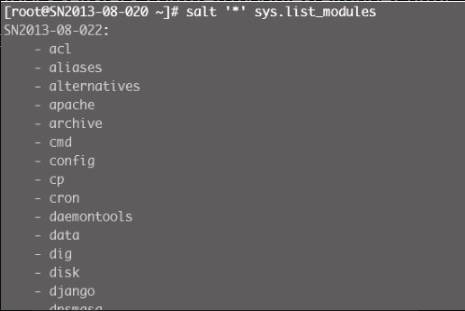 [root@SN2013-08-020 ~]# salt '*' sys.list_modules
SN2013-08-022:
- acl
- aliases
- alternatives
- apache
- archive
- cmd
- config
- cp
- cron
- daemontools
- data
- dig
- disk
- django